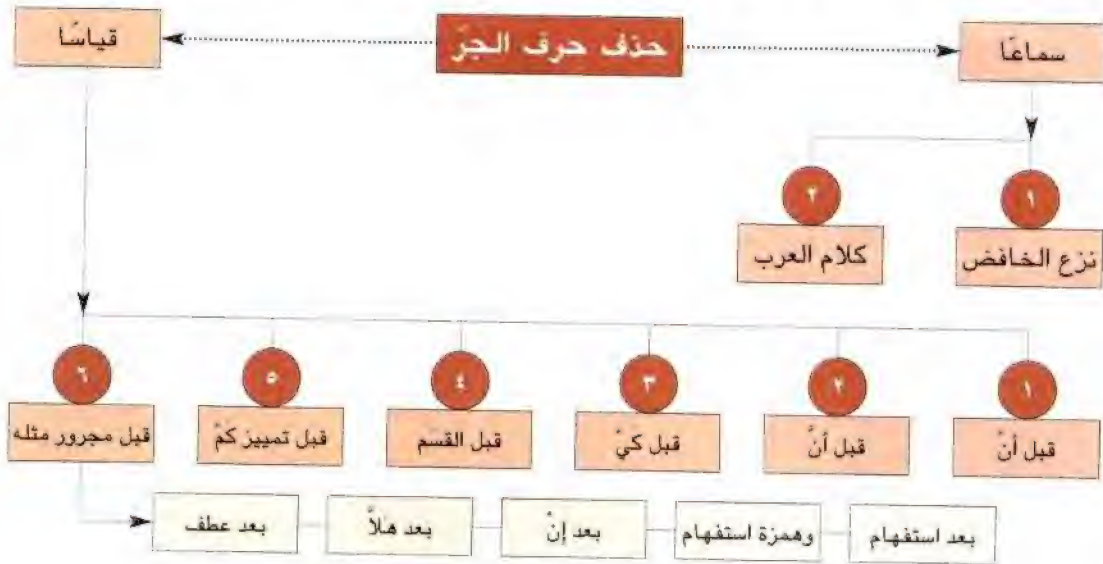 حذف حرف الجرّ
سماعًا
قياسًا
١
نزع الخافض
٢
كلام العرب
١
قبل أنْ
٢
قبل أنَّ
٣
قبل كيْ
٤
قبل القسَم
٥
قبل تمييز كمْ
٦
قبل مجرور مثله
بعد استفهام
وهمزة استفهام
بعد إنْ
بعد هلاَّ
بعد عطف